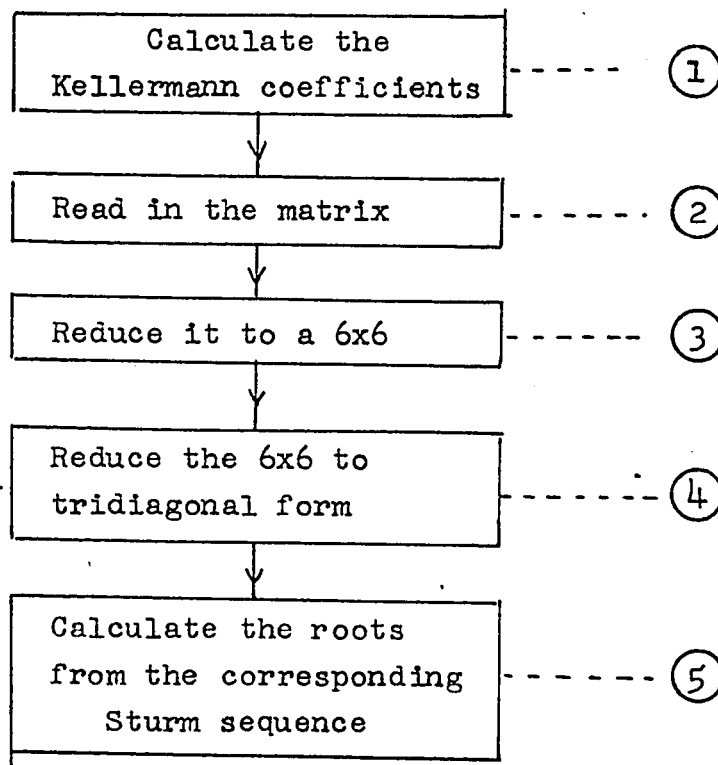 Calculate the
Kellermann coefficients
1
Read in the matrix
2
Reduce it to a 6x6
3
Reduce the 6x6 to
tridiagonal form
4
Calculate the roots
from the corresponding
Sturm sequence
5